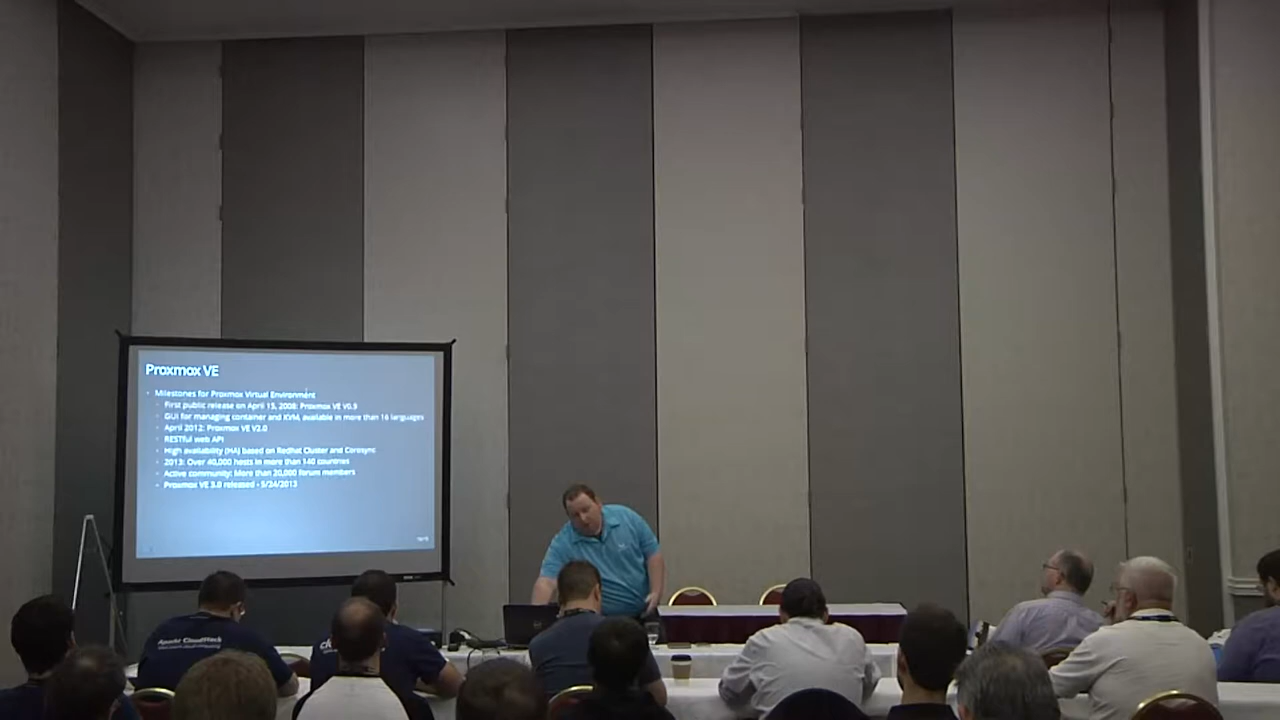 Proxmox VE
Milestones for Proxmox Virtual Environment
First public release on April 15, 2008: Proxmox VE V0.9
GUI for managing container and KVM, available in more than 16 languages
April 2012: Proxmox VE V2.0
RESTful web API
High availability (HA) based on Redhat Cluster and Corosync
2013: Over 40,000 hosts in more than 140 countries
Active community: More than 20,000 forum members
Proxmox VE 3.0 released - 5/24/2013
Apache CloudStack